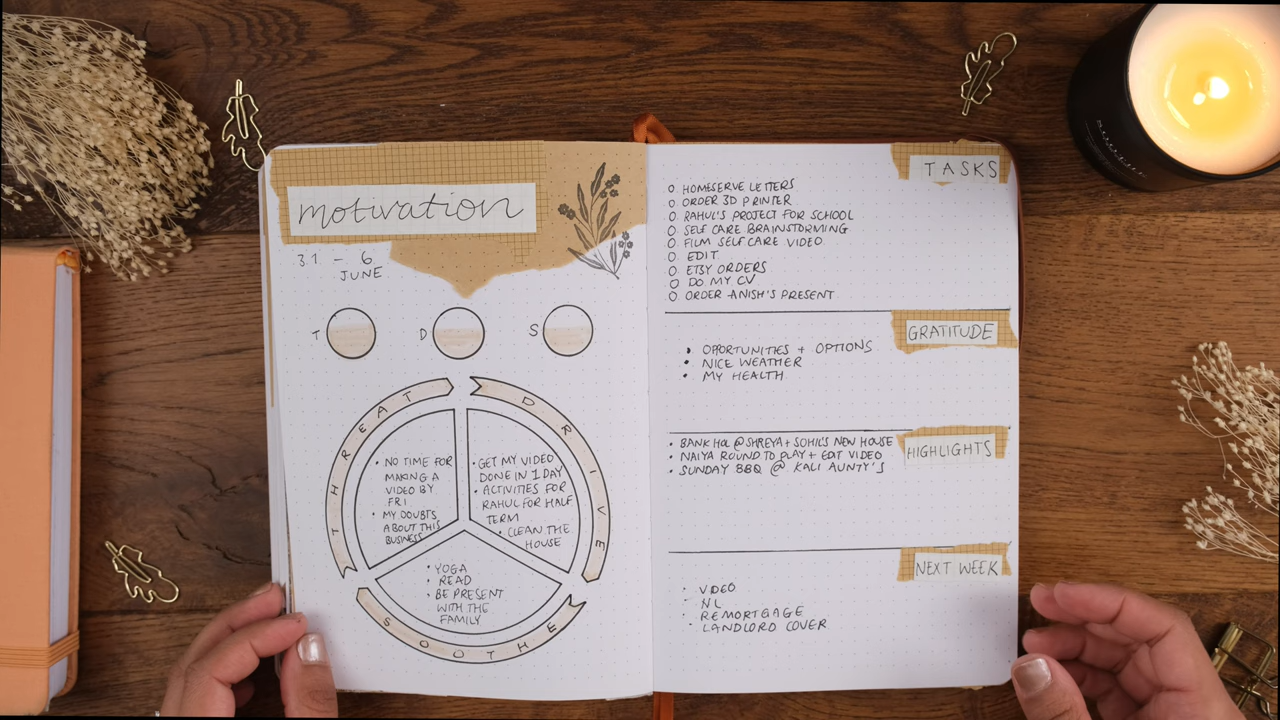 motivation
31 - 6
JUNE
T
D
S
THREAT
DRIVE
SOOTHE
• NO TIME FOR
MAKING A
VIDEO BY
FRI
• MY DOUBTS
ABOUT THIS
BUSINESS
• GET MY VIDEO
DONE IN 1 DAY
• ACTIVITIES FOR
RAHUL FOR HALF
TERM
• CLEAN THE
HOUSE
• YOGA
• READ
• BE PRESENT
WITH THE
FAMILY
TASKS
O HOMESERVE LETTERS
O ORDER 3D PRINTER
O RAHUL'S PROJECT FOR SCHOOL
O SELF CARE BRAINSTORMING
O FILM SELF CARE VIDEO
O EDIT
O ETSY ORDERS
O DO MY CV
O ORDER ANISH'S PRESENT
GRATITUDE
• OPPORTUNITIES + OPTIONS
• NICE WEATHER
• MY HEALTH
HIGHLIGHTS
• BANK HOL @ SHREYA + SOHIL'S NEW HOUSE
• NAIYA ROUND TO PLAY + EDIT VIDEO
• SUNDAY BBQ @ KALI AUNTY'S
NEXT WEEK
• VIDEO
- NL
• REMORTGAGE
• LANDLORD COVER